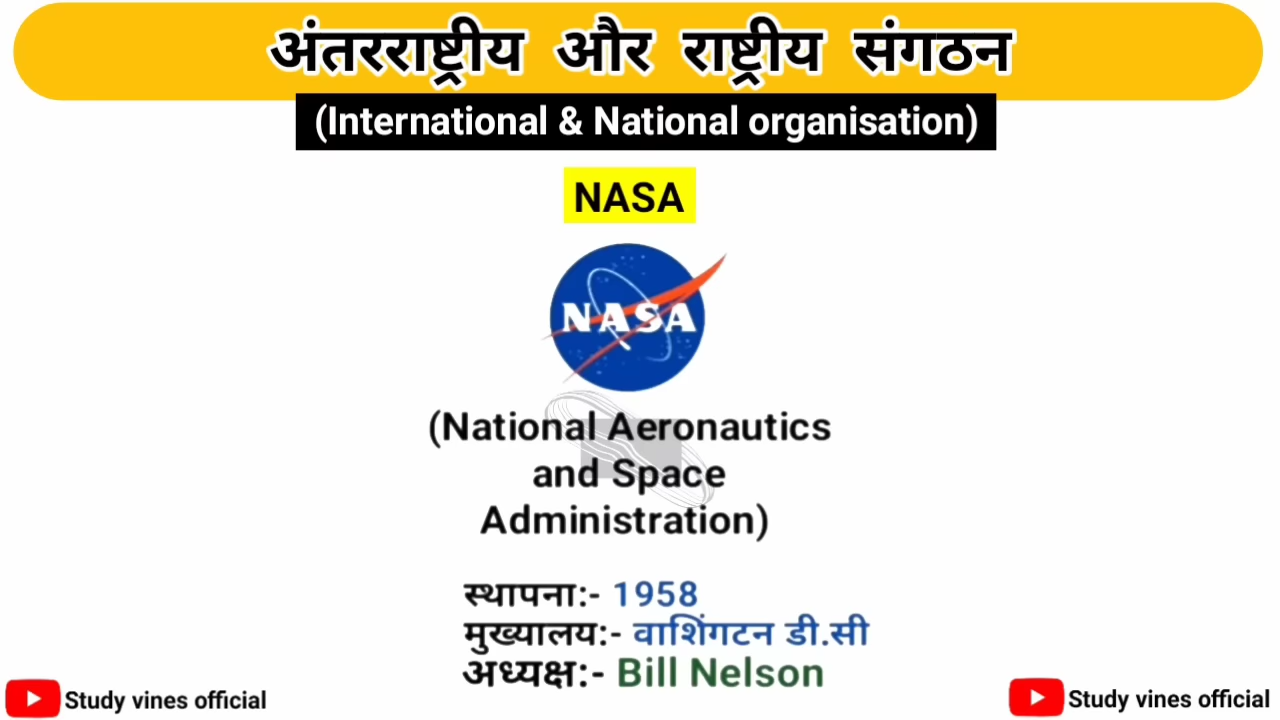 अंतरराष्ट्रीय और राष्ट्रीय संगठन
(International & National organisation)
NASA
NASA
(National Aeronautics
and Space
Administration)
स्थापना:- 1958
मुख्यालय:- वाशिंगटन डी.सी
अध्यक्ष:- Bill Nelson
Study vines official
Study vines official